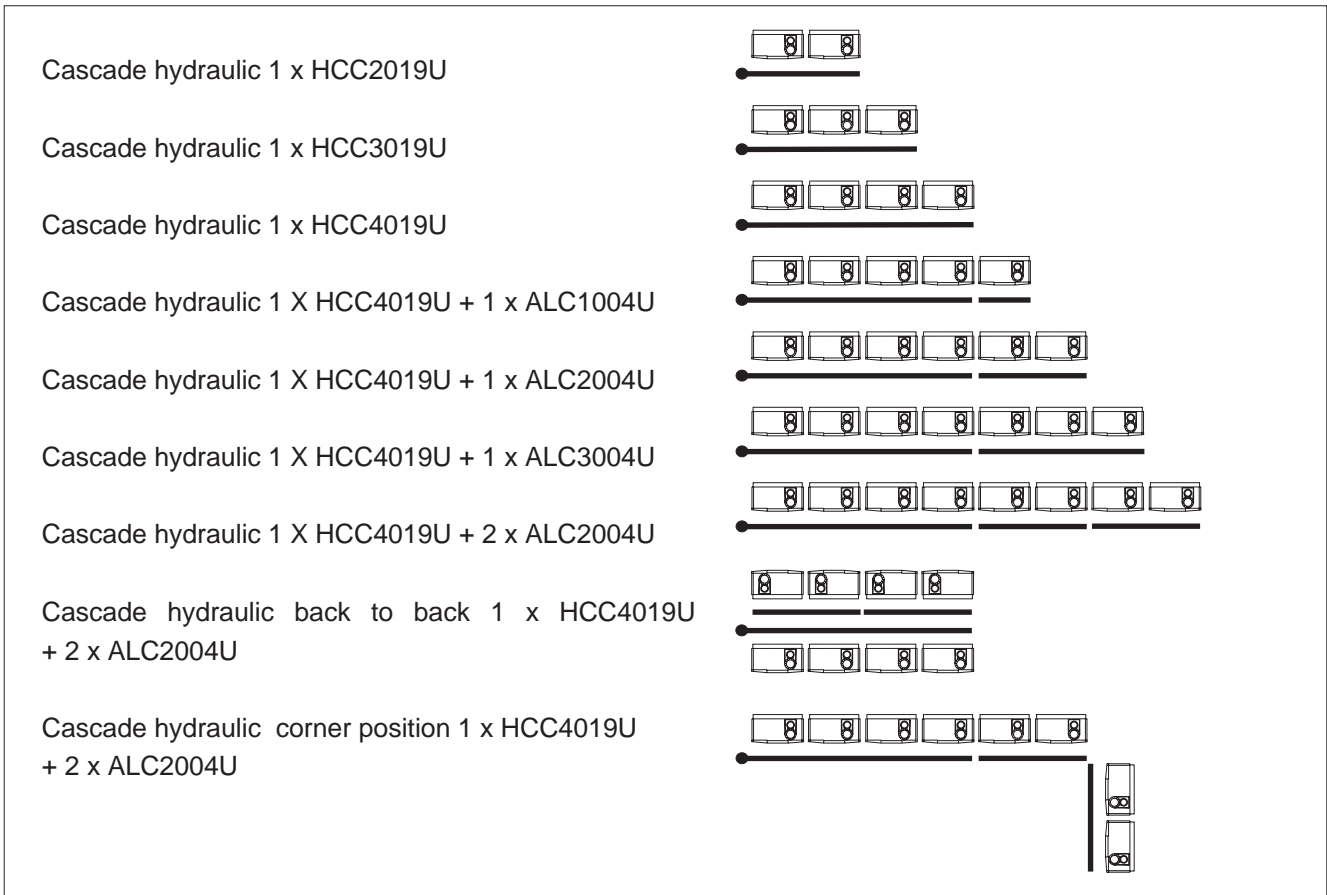 Cascade hydraulic 1 x HCC2019U
Cascade hydraulic 1 x HCC3019U
Cascade hydraulic 1 x HCC4019U
Cascade hydraulic 1 X HCC4019U + 1 x ALC1004U
Cascade hydraulic 1 X HCC4019U + 1 x ALC2004U
Cascade hydraulic 1 X HCC4019U + 1 x ALC3004U
Cascade hydraulic 1 X HCC4019U + 2 x ALC2004U
Cascade hydraulic back to back 1 x HCC4019U
+ 2 x ALC2004U
Cascade hydraulic corner position 1 x HCC4019U
+ 2 x ALC2004U